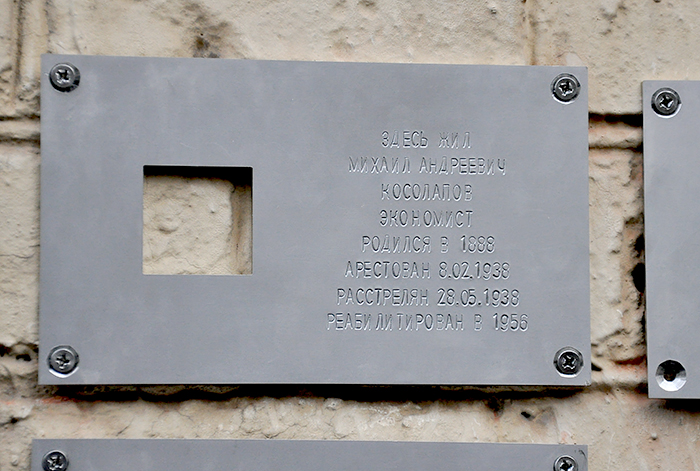 ЗДЕСЬ ЖИЛ
МИХАИЛ АНДРЕЕВИЧ
КОСОЛАПОВ
ЭКОНОМИСТ
РОДИЛСЯ В 1888
АРЕСТОВАН 8.02.1938
РАССТРЕЛЯН 28.05.1938
РЕАБИЛИТИРОВАН В 1956